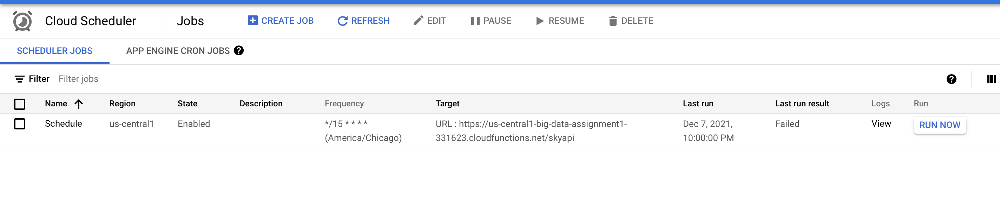 Cloud Scheduler Jobs CREATE JOB REFRESH EDIT PAUSE RESUME DELETE
SCHEDULER JOBS APP ENGINE CRON JOBS ?
Filter Filter jobs ?
Name Region State Description Frequency Target Last run Last run result Logs Run
Schedule us-central1 Enabled */15 * * * * URL : https://us-central1-big-data-assignment1- Dec 7, 2021, Failed View RUN NOW
(America/Chicago) 331623.cloudfunctions.net/skyapi 10:00:00 PM